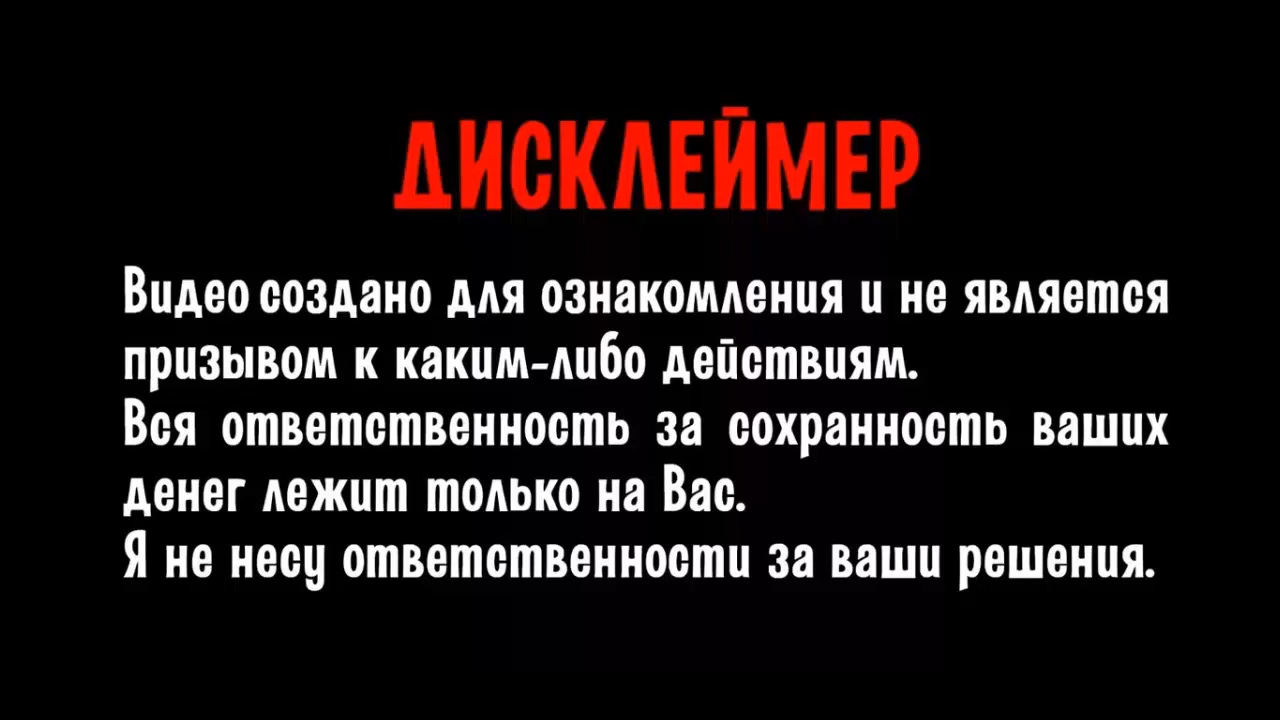 ДИСКЛЕЙМЕР
Видео создано для ознакомления и не является
призывом к каким-либо действиям.
Вся ответственность за сохранность ваших
денег лежит только на Вас.
Я не несу ответственности за ваши решения.